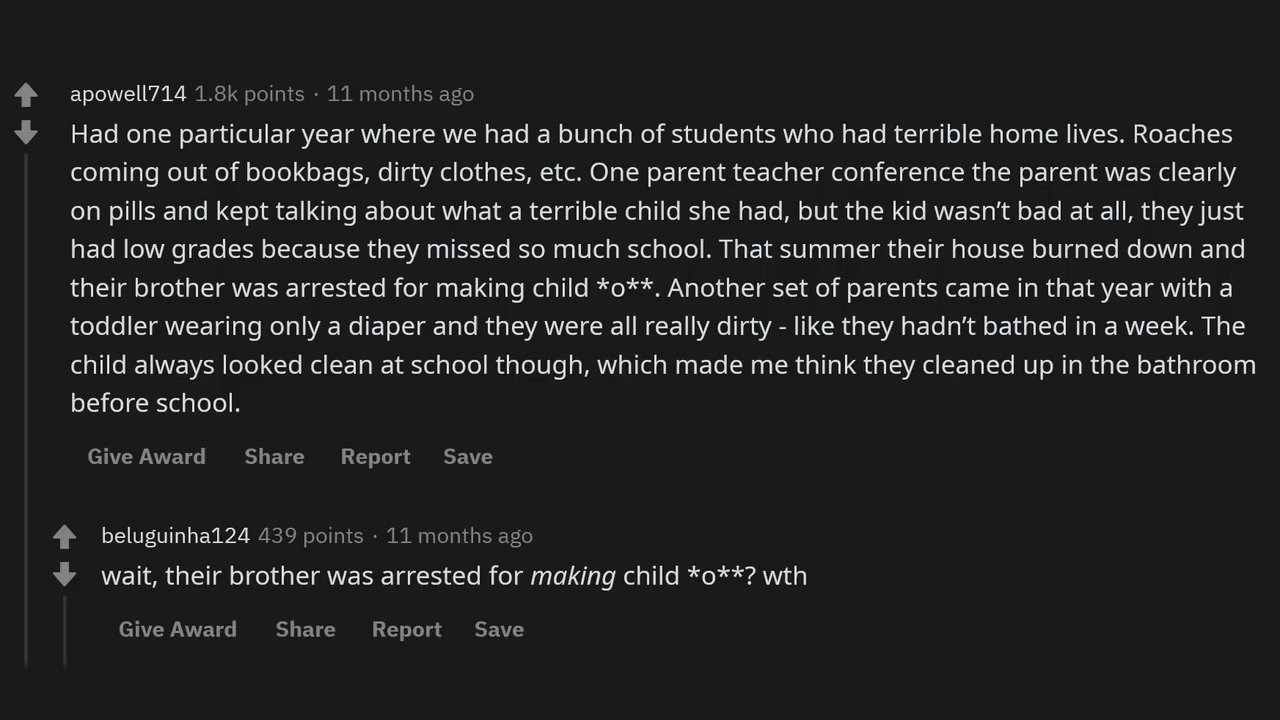 apowell714 1.8k points · 11 months ago
Had one particular year where we had a bunch of students who had terrible home lives. Roaches
coming out of bookbags, dirty clothes, etc. One parent teacher conference the parent was clearly
on pills and kept talking about what a terrible child she had, but the kid wasn’t bad at all, they just
had low grades because they missed so much school. That summer their house burned down and
their brother was arrested for making child *o**. Another set of parents came in that year with a
toddler wearing only a diaper and they were all really dirty - like they hadn’t bathed in a week. The
child always looked clean at school though, which made me think they cleaned up in the bathroom
before school.
Give Award Share Report Save
beluguinha124 439 points · 11 months ago
wait, their brother was arrested for making child *o**? wth
Give Award Share Report Save